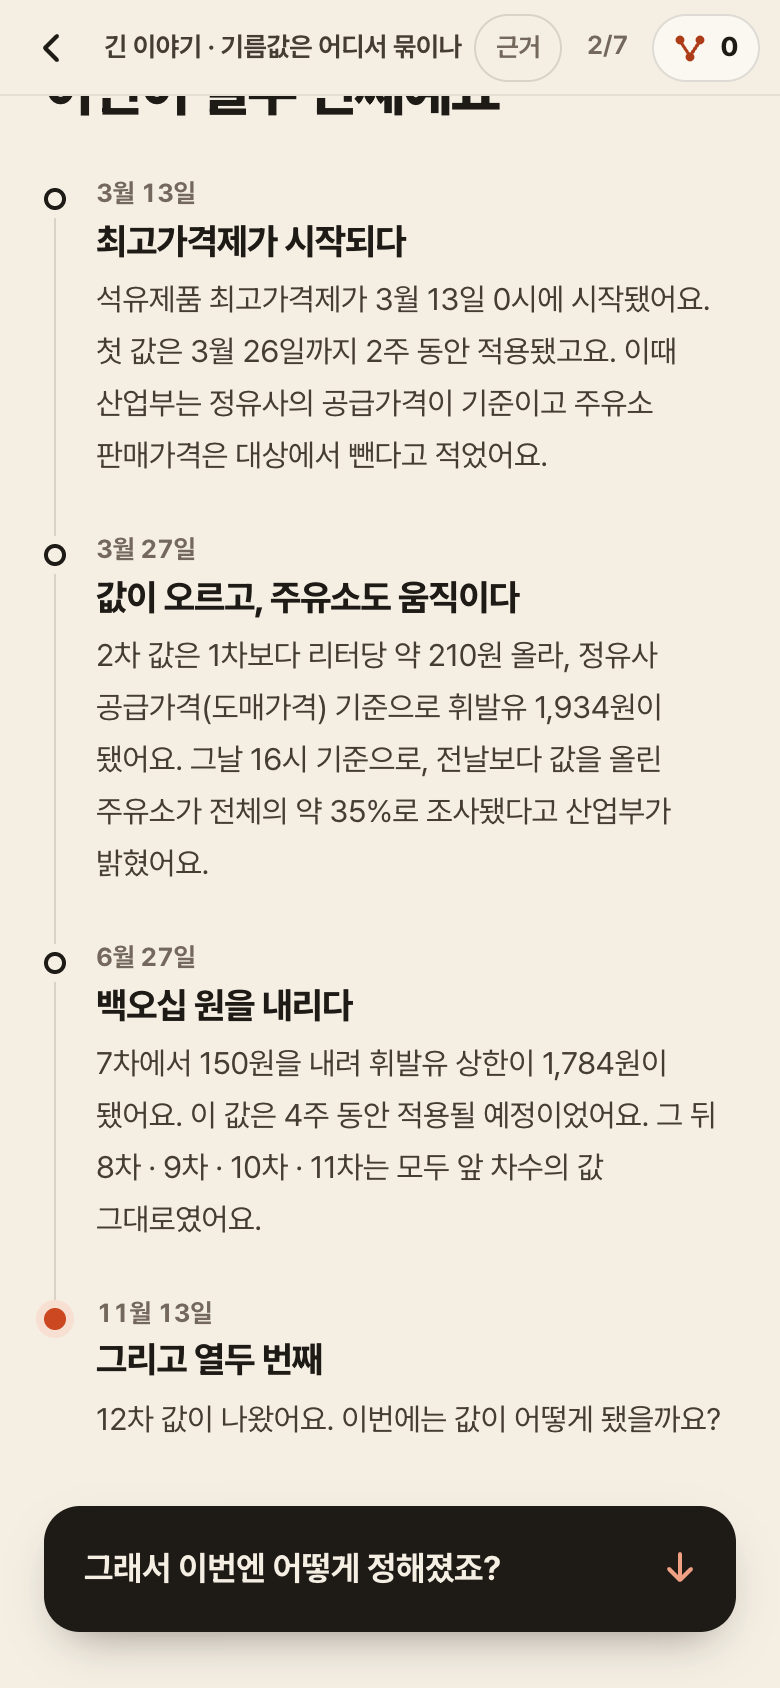 긴 이야기 · 기름값은 어디서 묶이나
근거
2/7
0
3월 13일
최고가격제가 시작되다
석유제품 최고가격제가 3월 13일 0시에 시작됐어요.
첫 값은 3월 26일까지 2주 동안 적용됐고요. 이때
산업부는 정유사의 공급가격이 기준이고 주유소
판매가격은 대상에서 뺀다고 적었어요.
3월 27일
값이 오르고, 주유소도 움직이다
2차 값은 1차보다 리터당 약 210원 올라, 정유사
공급가격(도매가격) 기준으로 휘발유 1,934원이
됐어요. 그날 16시 기준으로, 전날보다 값을 올린
주유소가 전체의 약 35%로 조사됐다고 산업부가
밝혔어요.
6월 27일
백오십 원을 내리다
7차에서 150원을 내려 휘발유 상한이 1,784원이
됐어요. 이 값은 4주 동안 적용될 예정이었어요. 그 뒤
8차 · 9차 · 10차 · 11차는 모두 앞 차수의 값
그대로였어요.
11월 13일
그리고 열두 번째
12차 값이 나왔어요. 이번에는 값이 어떻게 됐을까요?
그래서 이번엔 어떻게 정해졌죠?